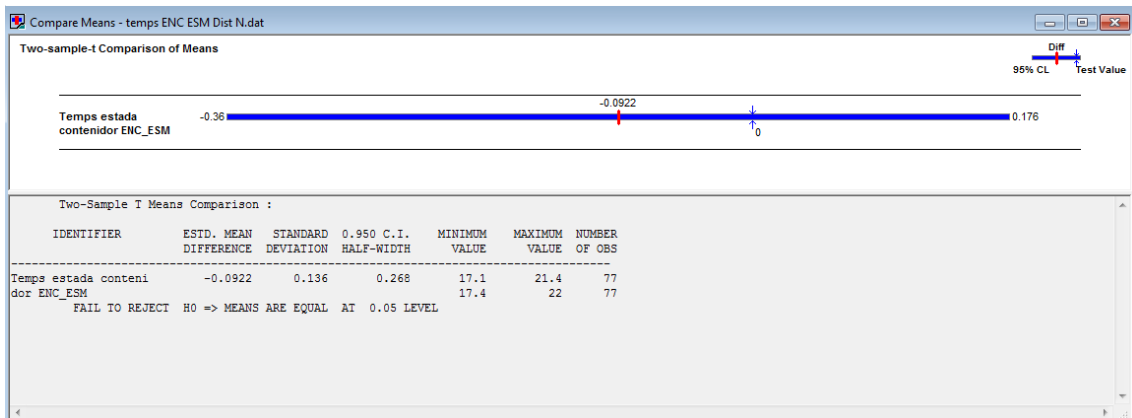 Compare Means - temps ENC ESM Dist N.dat
Two-sample-t Comparison of Means
Diff
95% CL Test Value
-0.0922
Temps estada -0.36 0.176
contenidor ENC_ESM
0
Two-Sample T Means Comparison :
IDENTIFIER ESTD. MEAN STANDARD 0.950 C.I. MINIMUM MAXIMUM NUMBER
DIFFERENCE DEVIATION HALF-WIDTH VALUE VALUE OF OBS
Temps estada conteni -0.0922 0.136 0.268 17.1 21.4 77
dor ENC_ESM 17.4 22 77
FAIL TO REJECT H0 => MEANS ARE EQUAL AT 0.05 LEVEL